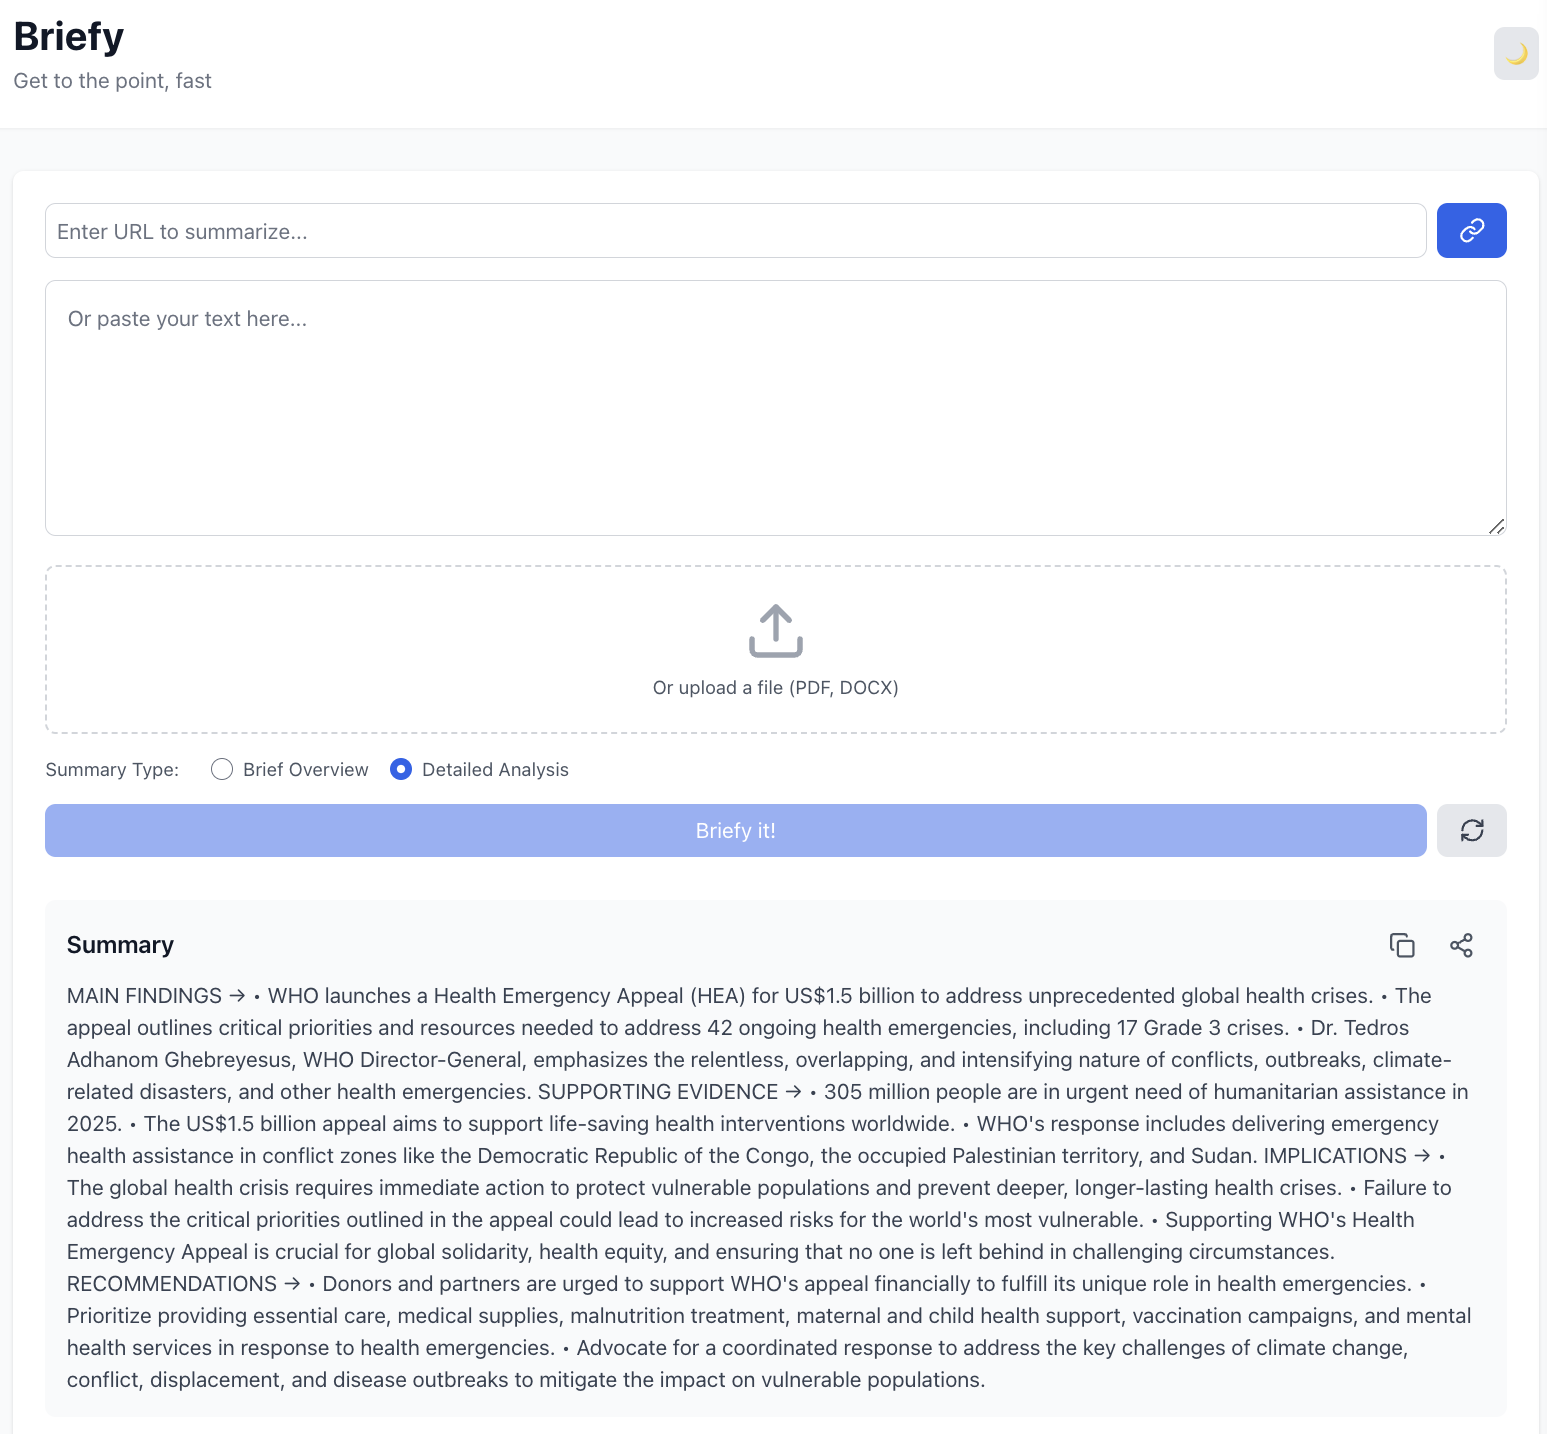 Briefy
Get to the point, fast
Enter URL to summarize...
Or paste your text here...
Or upload a file (PDF, DOCX)
Summary Type: Brief Overview Detailed Analysis
Briefy it!
Summary
MAIN FINDINGS → • WHO launches a Health Emergency Appeal (HEA) for US$1.5 billion to address unprecedented global health crises. • The
appeal outlines critical priorities and resources needed to address 42 ongoing health emergencies, including 17 Grade 3 crises. • Dr. Tedros
Adhanom Ghebreyesus, WHO Director-General, emphasizes the relentless, overlapping, and intensifying nature of conflicts, outbreaks, climate-
related disasters, and other health emergencies. SUPPORTING EVIDENCE → • 305 million people are in urgent need of humanitarian assistance in
2025. • The US$1.5 billion appeal aims to support life-saving health interventions worldwide. • WHO's response includes delivering emergency
health assistance in conflict zones like the Democratic Republic of the Congo, the occupied Palestinian territory, and Sudan. IMPLICATIONS → •
The global health crisis requires immediate action to protect vulnerable populations and prevent deeper, longer-lasting health crises. • Failure to
address the critical priorities outlined in the appeal could lead to increased risks for the world's most vulnerable. • Supporting WHO's Health
Emergency Appeal is crucial for global solidarity, health equity, and ensuring that no one is left behind in challenging circumstances.
RECOMMENDATIONS → • Donors and partners are urged to support WHO's appeal financially to fulfill its unique role in health emergencies. •
Prioritize providing essential care, medical supplies, malnutrition treatment, maternal and child health support, vaccination campaigns, and mental
health services in response to health emergencies. • Advocate for a coordinated response to address the key challenges of climate change,
conflict, displacement, and disease outbreaks to mitigate the impact on vulnerable populations.